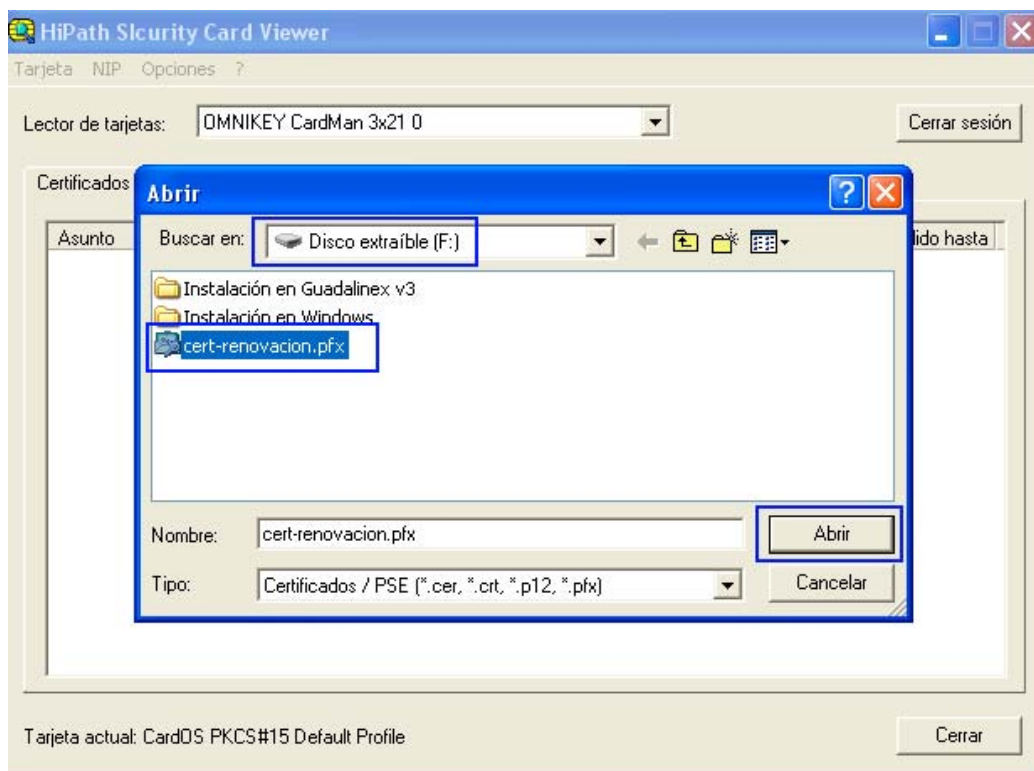 HiPath SIcurity Card Viewer
Tarjeta NIP Opciones ?
Lector de tarjetas: OMNIKEY CardMan 3x21 0 Cerrar sesión
Certificados
Asunto lido hasta
Abrir
Buscar en: Disco extraíble (F:)
Instalación en Guadalinex v3
Instalación en Windows
cert-renovacion.pfx
Nombre: cert-renovacion.pfx Abrir
Tipo: Certificados / PSE (*.cer, *.crt, *.p12, *.pfx) Cancelar
Tarjeta actual: CardOS PKCS#15 Default Profile Cerrar